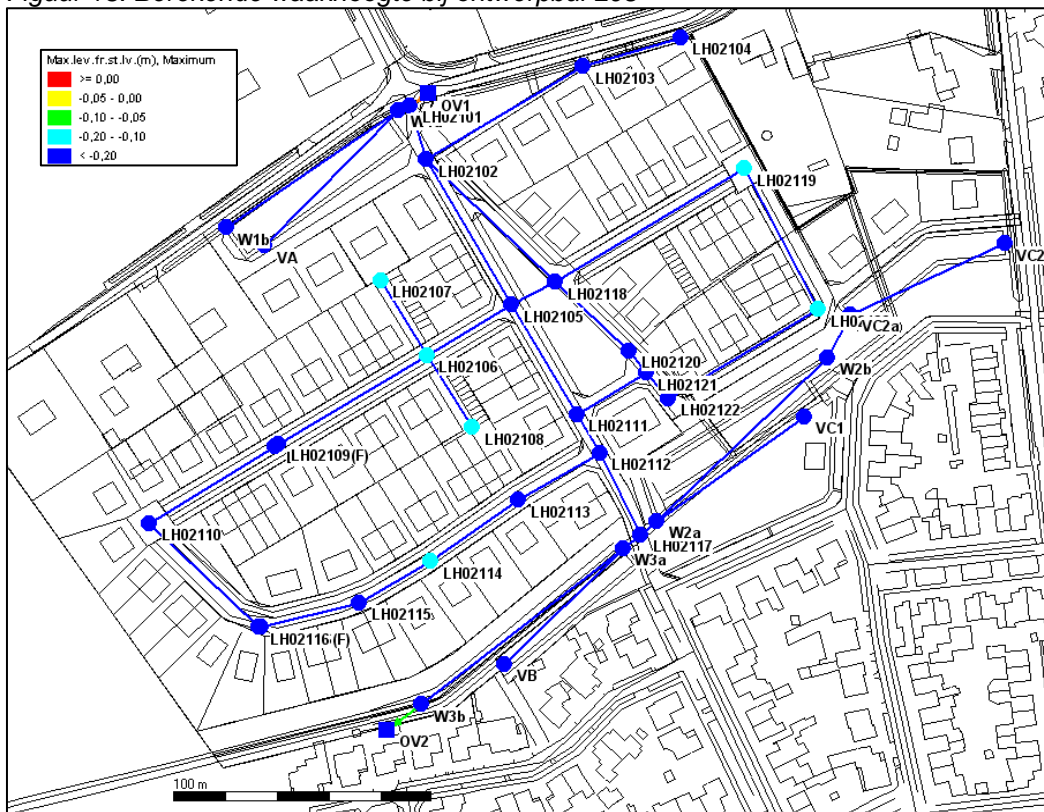 Max.lev.fr.st.lv.(m), Maximum
>= 0,00
-0,05 - 0,00
-0,10 - -0,05
-0,20 - -0,10
< -0,20
LH02104
LH02103
OV1
LH02101
LH02102
LH02119
W1b
VA
VC2
LH02107
LH02118
LH02105
VC2a
LH02106
LH02120
W2b
LH02121
LH02122
LH02111
VC1
LH02108
LH02109(F)
LH02112
LH02113
LH02110
W2a
LH02117
W3a
LH02114
LH02115
LH02116(F)
VB
W3b
OV2
100 m